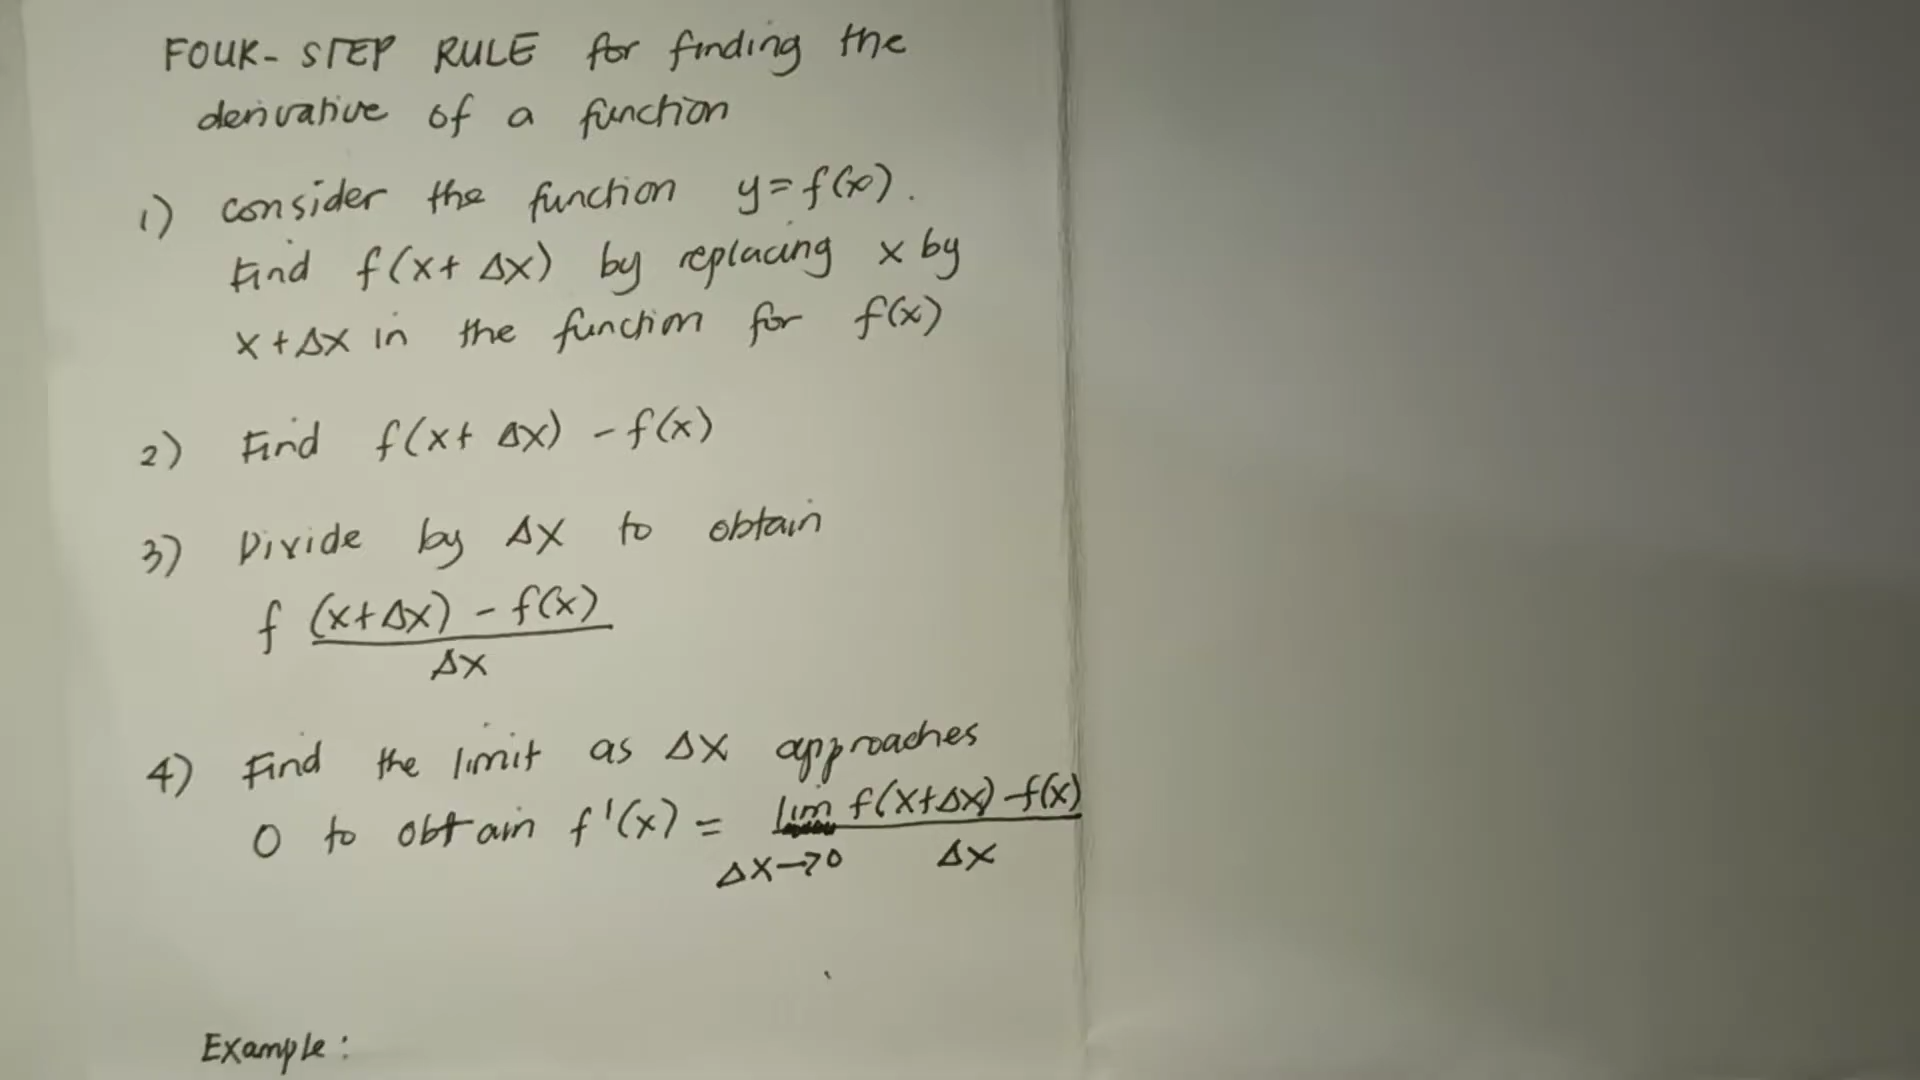 FOUR-STEP RULE for finding the
derivative of a function
1) consider the function y=f(x).
Find f(x+Δx) by replacing x by
x+Δx in the function for f(x)
2) Find f(x+Δx) -f(x)
3) Divide by Δx to obtain
f (x+Δx) - f(x)
Δx
4) Find the limit as Δx approaches
0 to obtain f'(x) = lim f(x+Δx) -f(x)
Δx→0 Δx
Example: